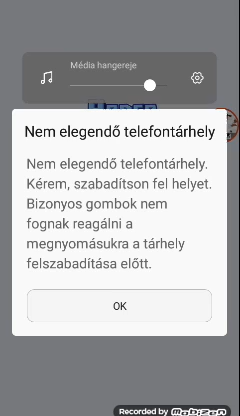 Média hangereje
Nem elegendő telefontárhely
Nem elegendő telefontárhely.
Kérem, szabadítson fel helyet.
Bizonyos gombok nem
fognak reagálni a
megnyomásukra a tárhely
felszabadítása előtt.
OK
Recorded by Mobizen